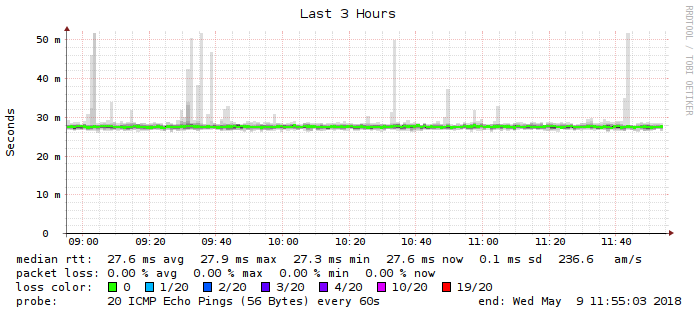 Last 3 Hours
RRDTOOL / TOBI OETIKER
Seconds
50 m
40 m
30 m
20 m
10 m
0
09:00 09:20 09:40 10:00 10:20 10:40 11:00 11:20 11:40
median rtt: 27.6 ms avg 27.9 ms max 27.3 ms min 27.6 ms now 0.1 ms sd 236.6 am/s
packet loss: 0.00 % avg 0.00 % max 0.00 % min 0.00 % now
loss color: 0 1/20 2/20 3/20 4/20 10/20 19/20
probe: 20 ICMP Echo Pings (56 Bytes) every 60s end: Wed May 9 11:55:03 2018